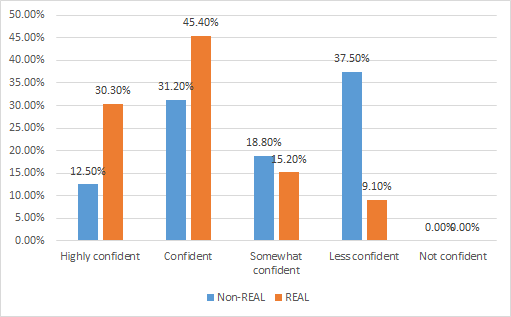 50.00%
45.00%
40.00%
35.00%
30.00%
25.00%
20.00%
15.00%
10.00%
5.00%
0.00%
12.50%
30.30%
31.20%
45.40%
18.80%
15.20%
37.50%
9.10%
0.00%
0.00%
Highly confident
Confident
Somewhat
confident
Less confident
Not confident
Non-REAL
REAL